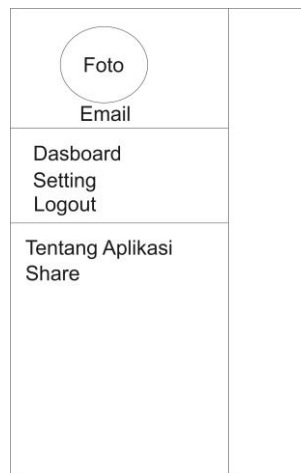 Foto
Email
Dasboard
Setting
Logout
Tentang Aplikasi
Share